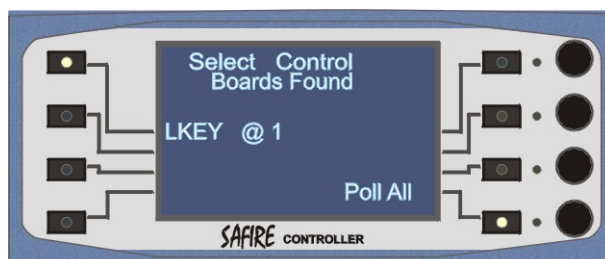 Select Control
Boards Found
LKEY @ 1
Poll All
SAFIRE CONTROLLER